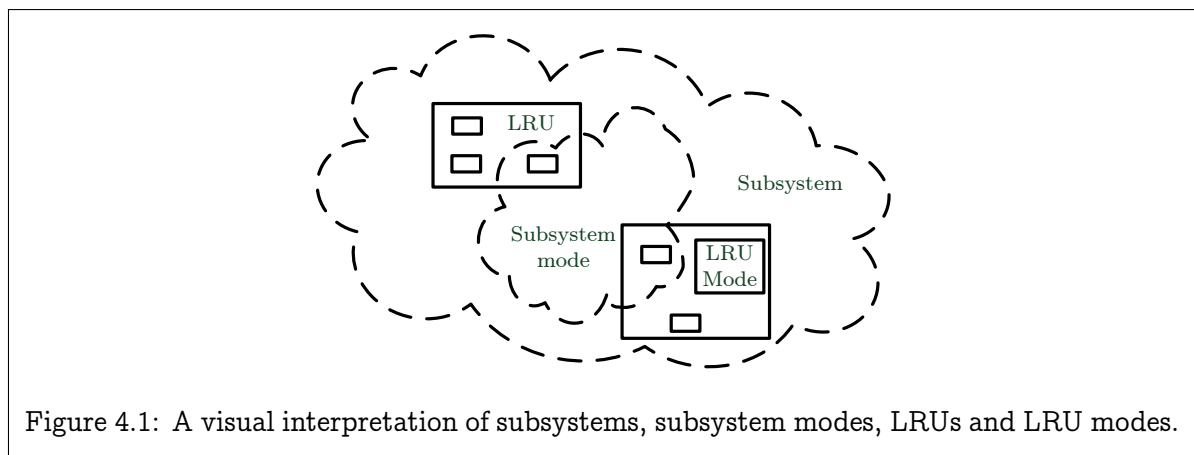 LRU
Subsystem
Subsystem
mode
LRU
Mode
Figure 4.1: A visual interpretation of subsystems, subsystem modes, LRUs and LRU modes.